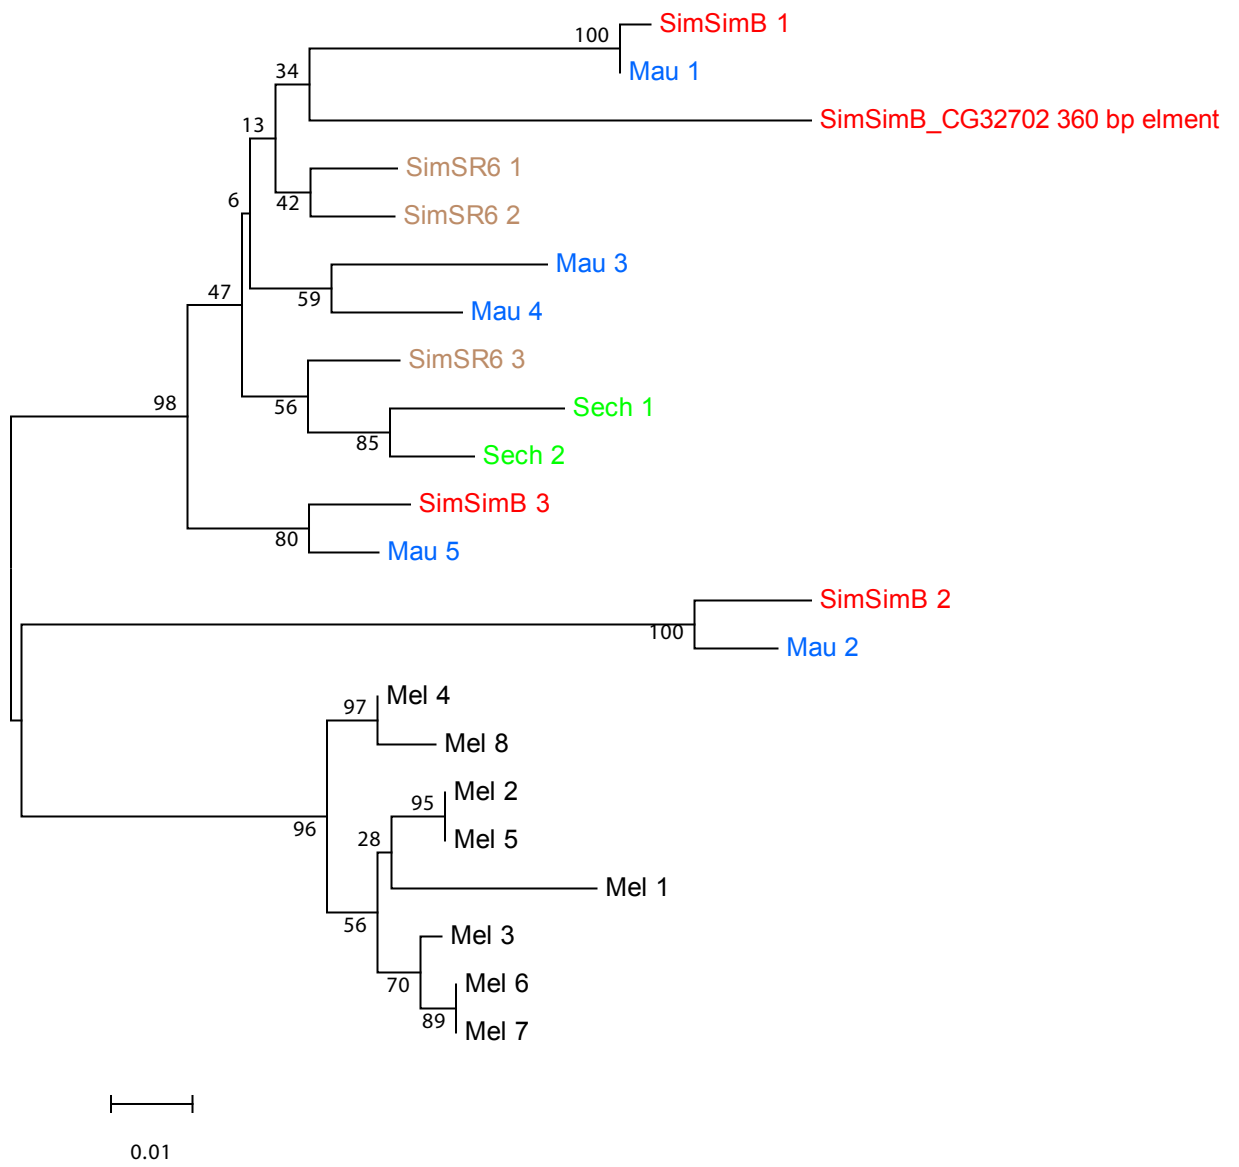 SimSimB 1
100
Mau 1
34
SimSimB_CG32702 360 bp elment
13
SimSR6 1
42
SimSR6 2
6
Mau 3
59
Mau 4
47
SimSR6 3
98
56
Sech 1
85
Sech 2
SimSimB 3
80
Mau 5
SimSimB 2
100
Mau 2
Mel 4
97
Mel 8
Mel 2
95
96
28
Mel 5
Mel 1
56
Mel 3
70
Mel 6
89
Mel 7
0.01